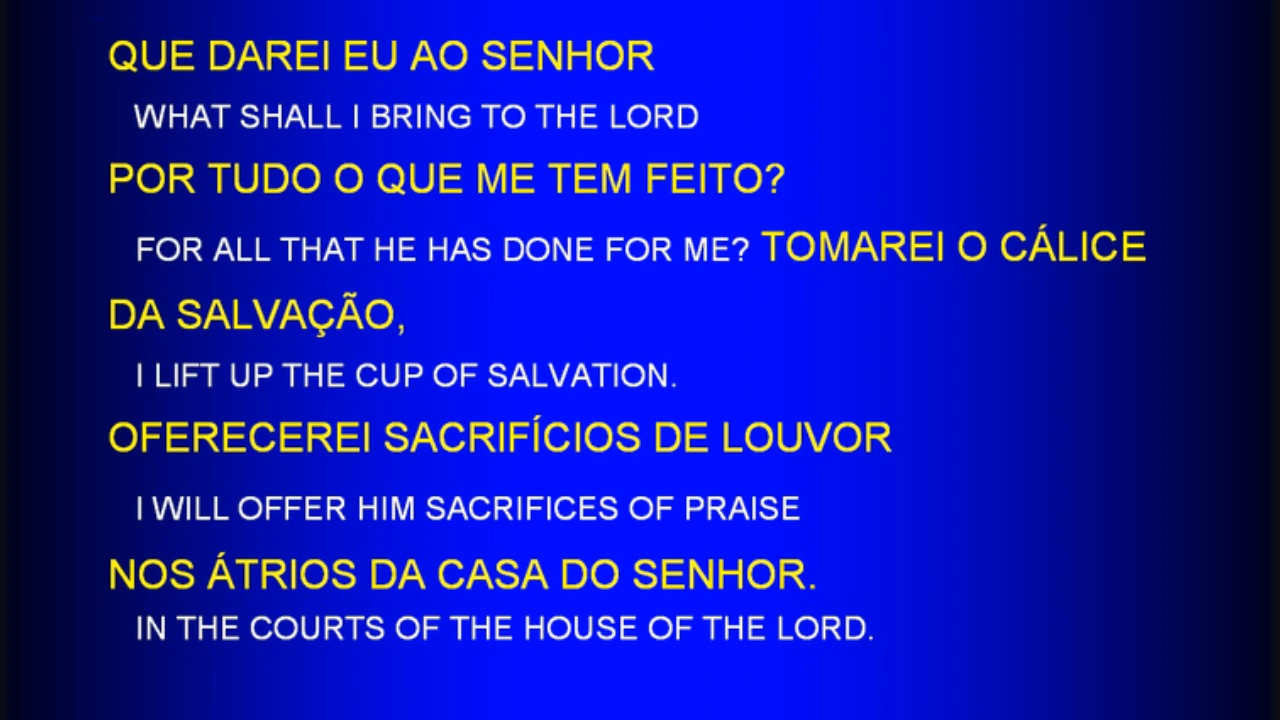 QUE DAREI EU AO SENHOR
WHAT SHALL I BRING TO THE LORD
POR TUDO O QUE ME TEM FEITO?
FOR ALL THAT HE HAS DONE FOR ME? TOMAREI O CÁLICE
DA SALVAÇÃO,
I LIFT UP THE CUP OF SALVATION.
OFERECEREI SACRIFÍCIOS DE LOUVOR
I WILL OFFER HIM SACRIFICES OF PRAISE
NOS ÁTRIOS DA CASA DO SENHOR.
IN THE COURTS OF THE HOUSE OF THE LORD.